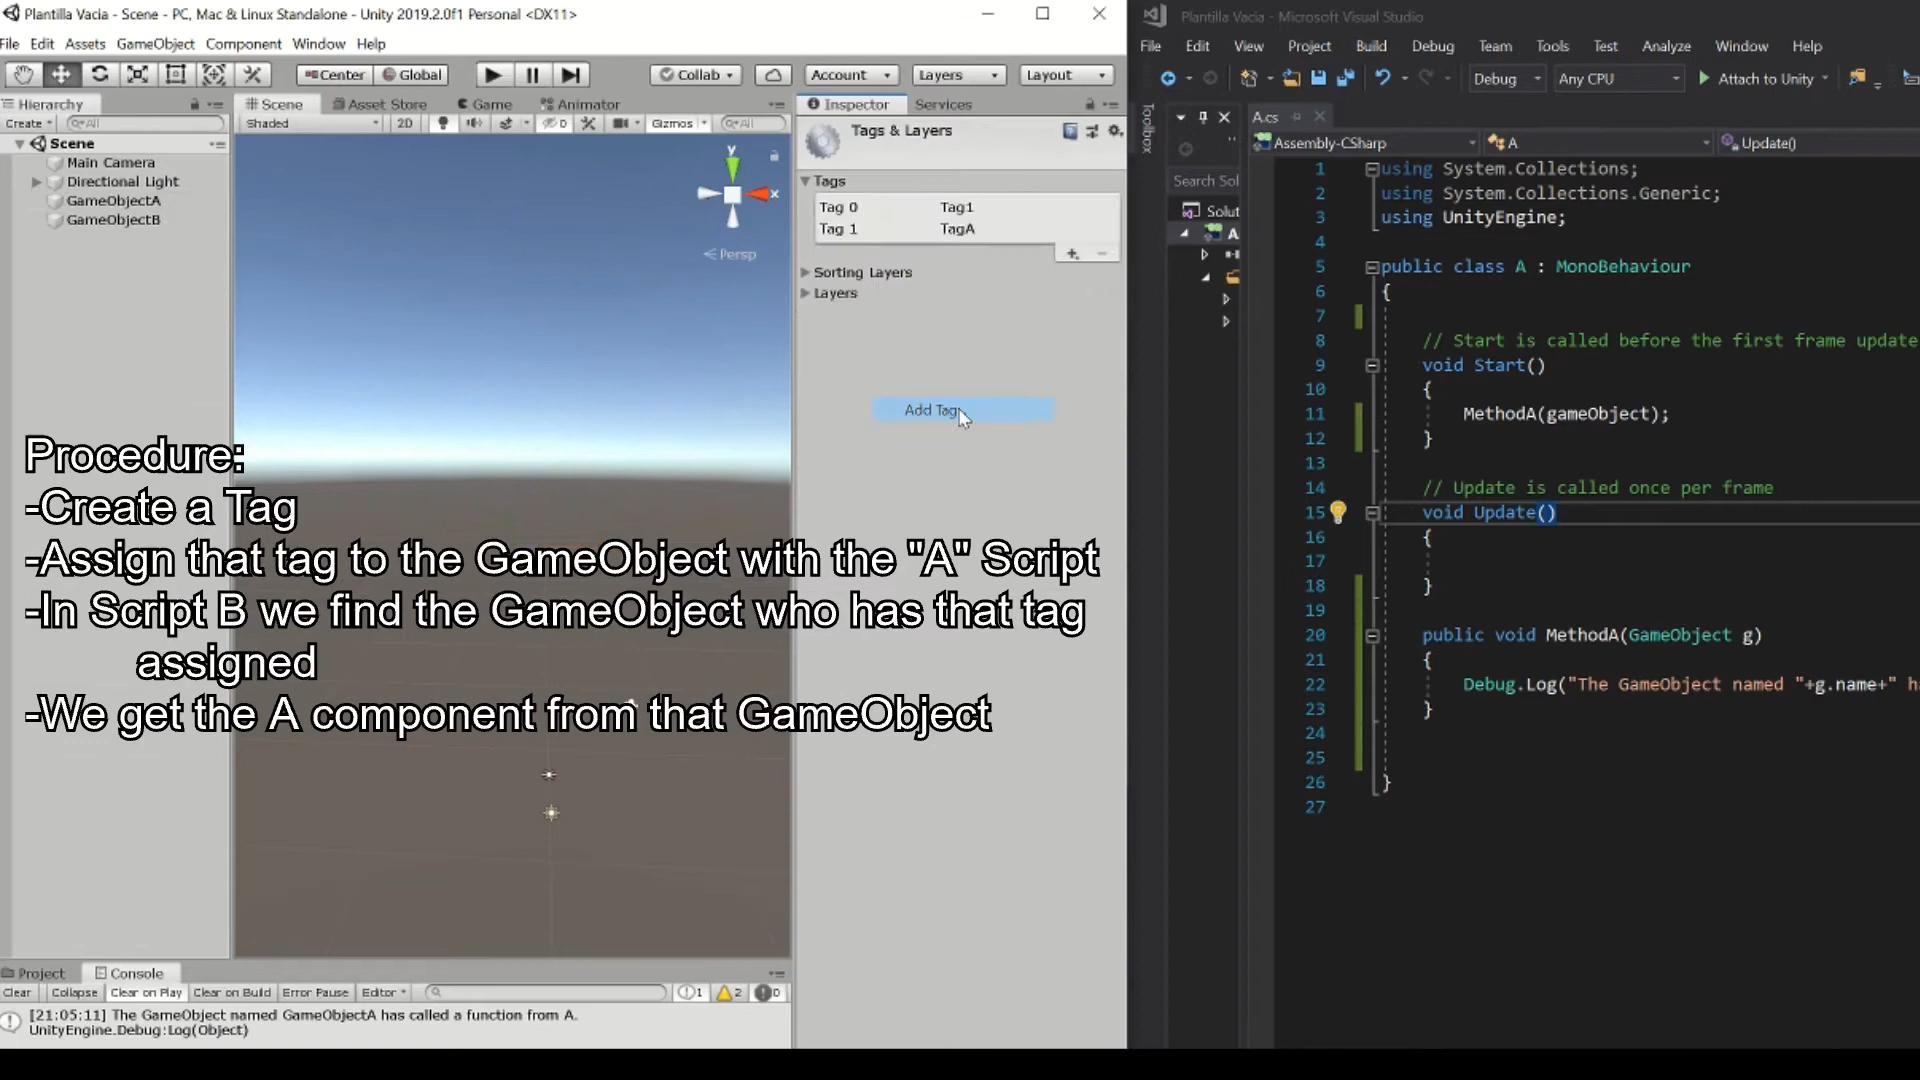 Plantilla Vacia - Scene - PC, Mac & Linux Standalone - Unity 2019.2.0f1 Personal <DX11>
File Edit Assets GameObject Component Window Help
Center Global Collab Account Layers Layout
Hierarchy
Create All
Scene
Main Camera
Directional Light
GameObjectA
GameObjectB
Scene Asset Store Game Animator
Shaded 2D 0 Gizmos All
y
x
Persp
Inspector Services
Tags & Layers
Tags
Tag 0 Tag1
Tag 1 TagA
Sorting Layers
Layers
Add Tag
Procedure:
-Create a Tag
-Assign that tag to the GameObject with the "A" Script
-In Script B we find the GameObject who has that tag
assigned
-We get the A component from that GameObject
Project Console
Clear Collapse Clear on Play Clear on Build Error Pause Editor 1 2 0
[21:05:11] The GameObject named GameObjectA has called a function from A.
UnityEngine.Debug:Log(Object)
Plantilla Vacia - Microsoft Visual Studio
File Edit View Project Build Debug Team Tools Test Analyze Window Help
Debug Any CPU Attach to Unity
Toolbox
Search Sol
Solut
A
A.cs
Assembly-CSharp A Update()
1 using System.Collections;
2 using System.Collections.Generic;
3 using UnityEngine;
4
5 public class A : MonoBehaviour
6 {
7
8 // Start is called before the first frame update
9 void Start()
10 {
11 MethodA(gameObject);
12 }
13
14 // Update is called once per frame
15 void Update()
16 {
17
18 }
19
20 public void MethodA(GameObject g)
21 {
22 Debug.Log("The GameObject named "+g.name+" ha
23 }
24
25
26 }
27